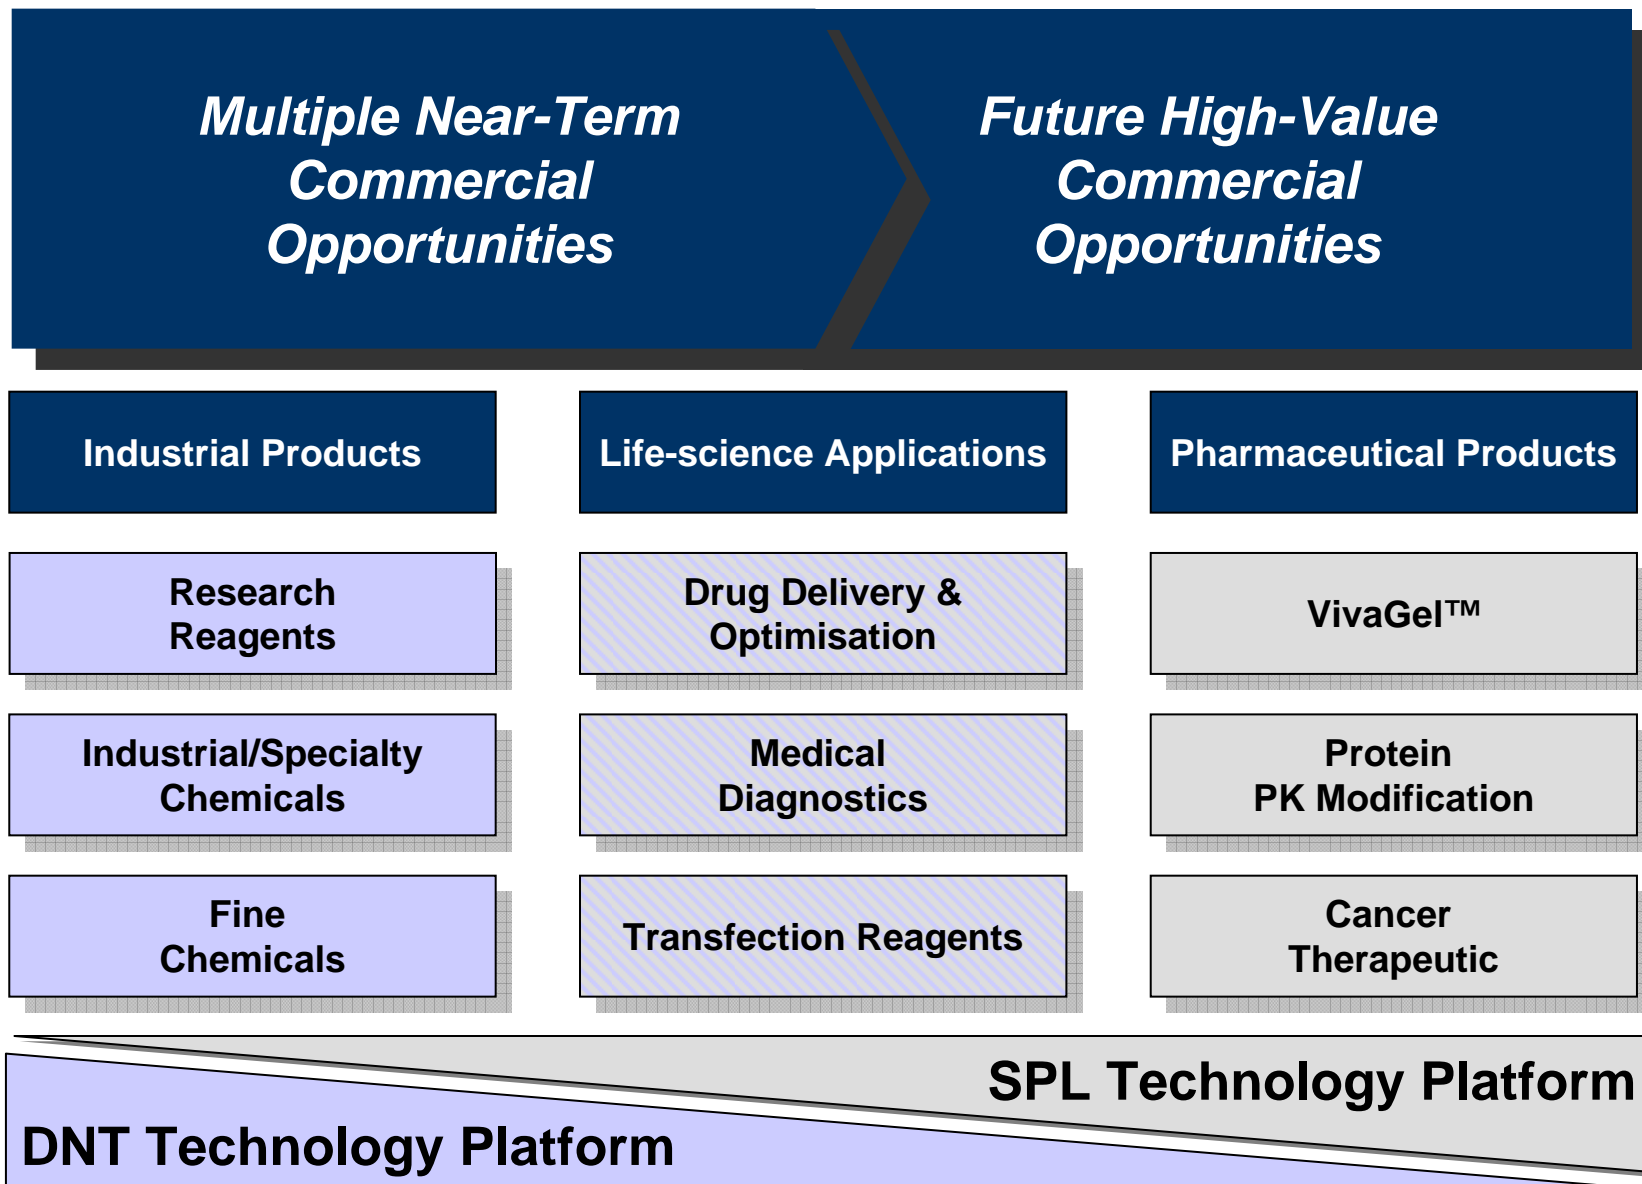 Multiple Near-Term
Commercial
Opportunities
Future High-Value
Commercial
Opportunities
Industrial Products
Life-science Applications
Pharmaceutical Products
Research
Reagents
Drug Delivery &
Optimisation
VivaGel™
Industrial/Specialty
Chemicals
Medical
Diagnostics
Protein
PK Modification
Fine
Chemicals
Transfection Reagents
Cancer
Therapeutic
SPL Technology Platform
DNT Technology Platform